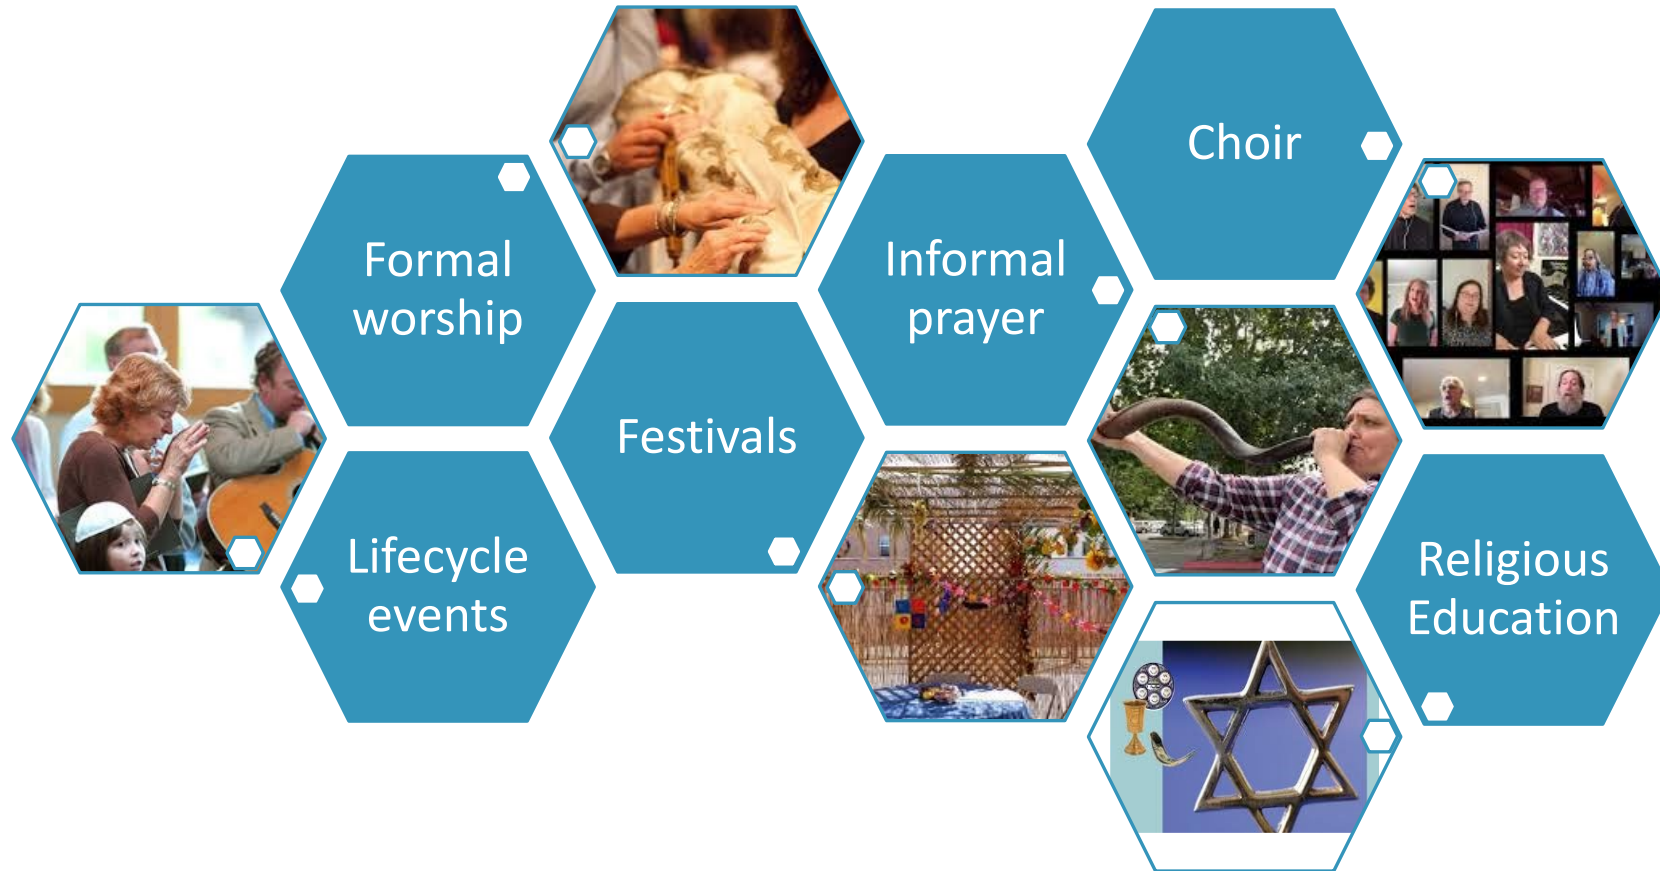 Formal
worship
Lifecycle
events
Festivals
Informal
prayer
Choir
Religious
Education